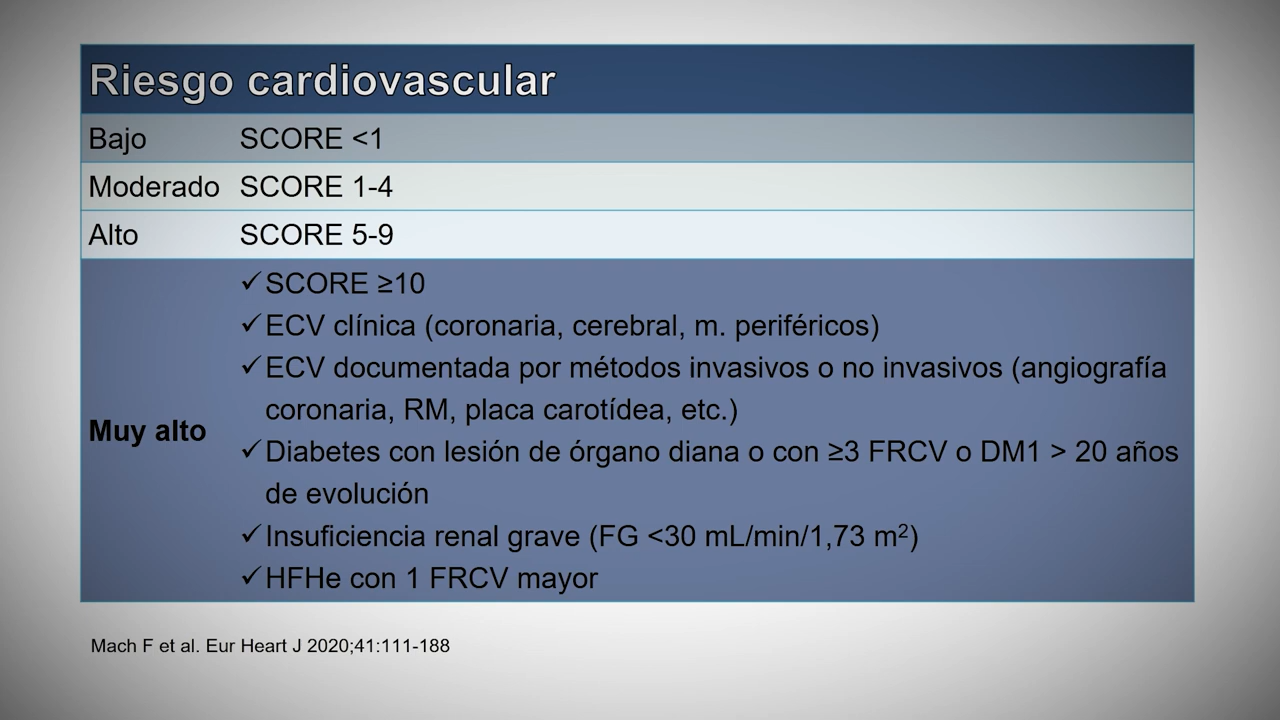 Riesgo cardiovascular
Bajo SCORE <1
Moderado SCORE 1-4
Alto SCORE 5-9
Muy alto
✓ SCORE ≥10
✓ ECV clínica (coronaria, cerebral, m. periféricos)
✓ ECV documentada por métodos invasivos o no invasivos (angiografía
coronaria, RM, placa carotídea, etc.)
✓ Diabetes con lesión de órgano diana o con ≥3 FRCV o DM1 > 20 años
de evolución
✓ Insuficiencia renal grave (FG <30 mL/min/1,73 m²)
✓ HFHe con 1 FRCV mayor
Mach F et al. Eur Heart J 2020;41:111-188